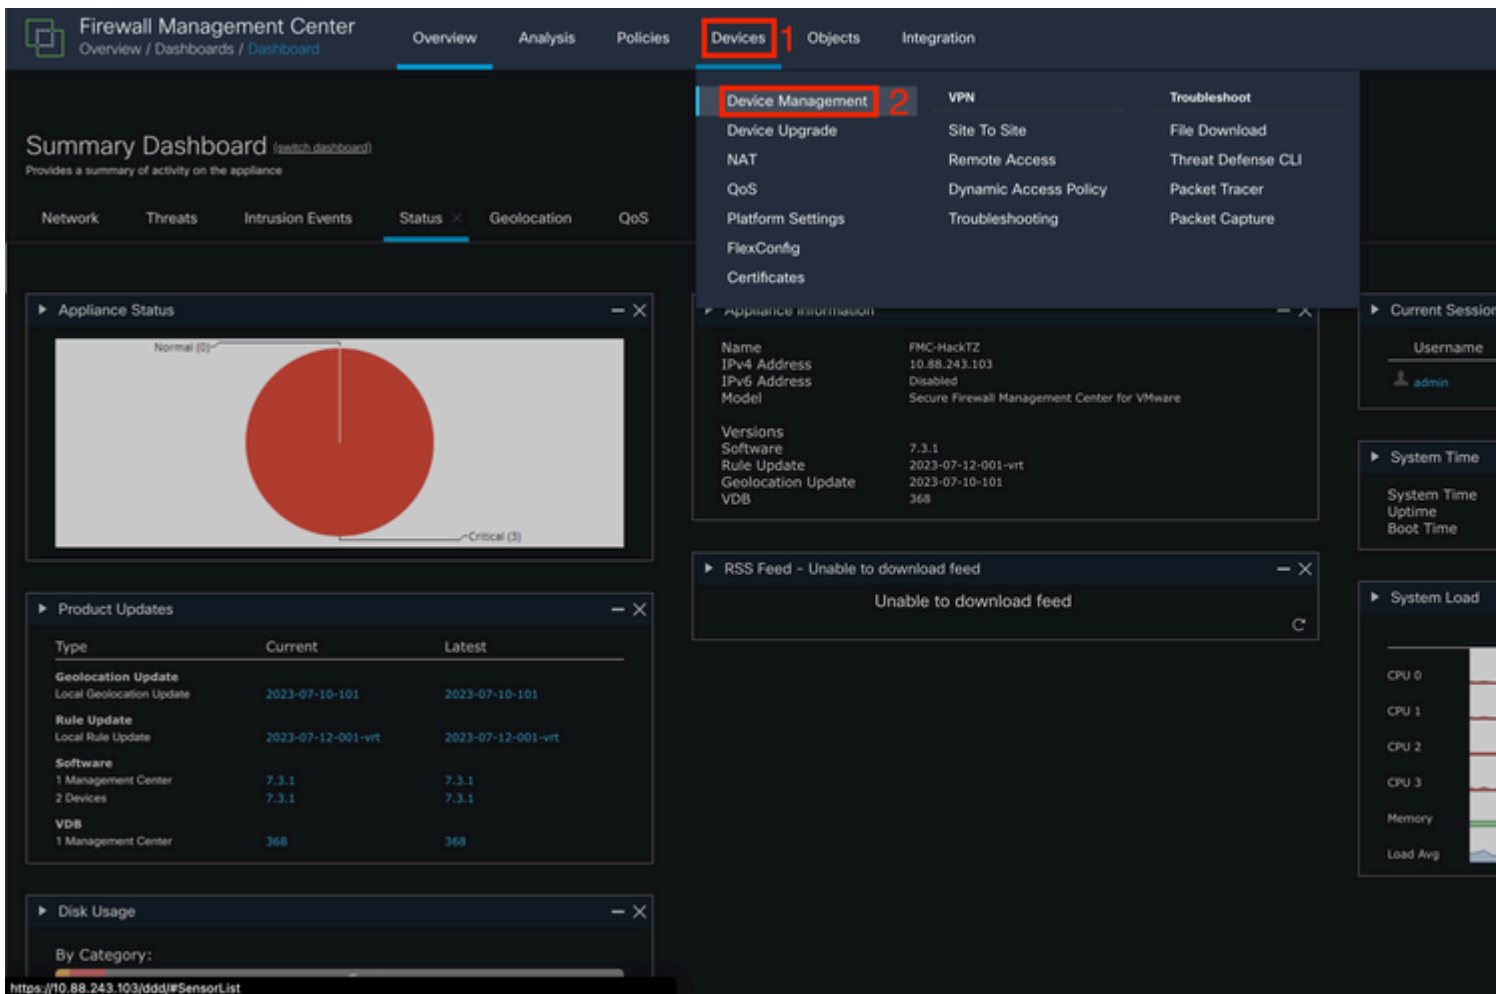 Firewall Management Center
Overview / Dashboards / Dashboard
Overview
Analysis
Policies
Devices
1
Objects
Integration
Device Management
2
Device Upgrade
NAT
QoS
Platform Settings
FlexConfig
Certificates
VPN
Site To Site
Remote Access
Dynamic Access Policy
Troubleshooting
Troubleshoot
File Download
Threat Defense CLI
Packet Tracer
Packet Capture
Summary Dashboard (switch dashboard)
Provides a summary of activity on the appliance
Network
Threats
Intrusion Events
Status
Geolocation
QoS
Appliance Status
Normal (0)
Critical (3)
Product Updates
Type Current Latest
Geolocation Update
Local Geolocation Update 2023-07-10-101 2023-07-10-101
Rule Update
Local Rule Update 2023-07-12-001-vrt 2023-07-12-001-vrt
Software
1 Management Center 7.3.1 7.3.1
2 Devices 7.3.1 7.3.1
VDB
1 Management Center 368 368
Disk Usage
By Category:
Appliance Information
Name FMC-HackTZ
IPv4 Address 10.88.243.103
IPv6 Address Disabled
Model Secure Firewall Management Center for VMware
Versions
Software 7.3.1
Rule Update 2023-07-12-001-vrt
Geolocation Update 2023-07-10-101
VDB 368
RSS Feed - Unable to download feed
Unable to download feed
Current Session
Username
admin
System Time
System Time
Uptime
Boot Time
System Load
CPU 0
CPU 1
CPU 2
CPU 3
Memory
Load Avg
https://10.88.243.103/ddd/#SensorList